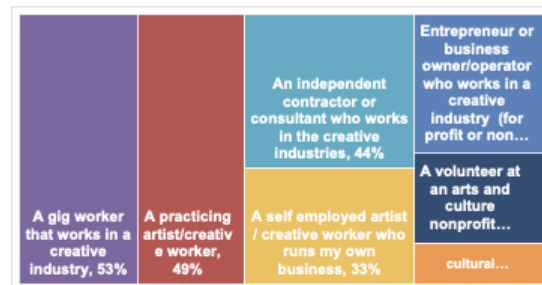 A gig worker
that works in a
creative
industry, 53%
A practicing
artist/creativ
e worker,
49%
An independent
contractor or
consultant who works
in the creative
industries, 44%
A self employed artist
/ creative worker who
runs my own
business, 33%
Entrepreneur or
business
owner/operator
who works in a
creative
industry (for
profit or non...
A volunteer at
an arts and
culture
nonprofit...
cultural...